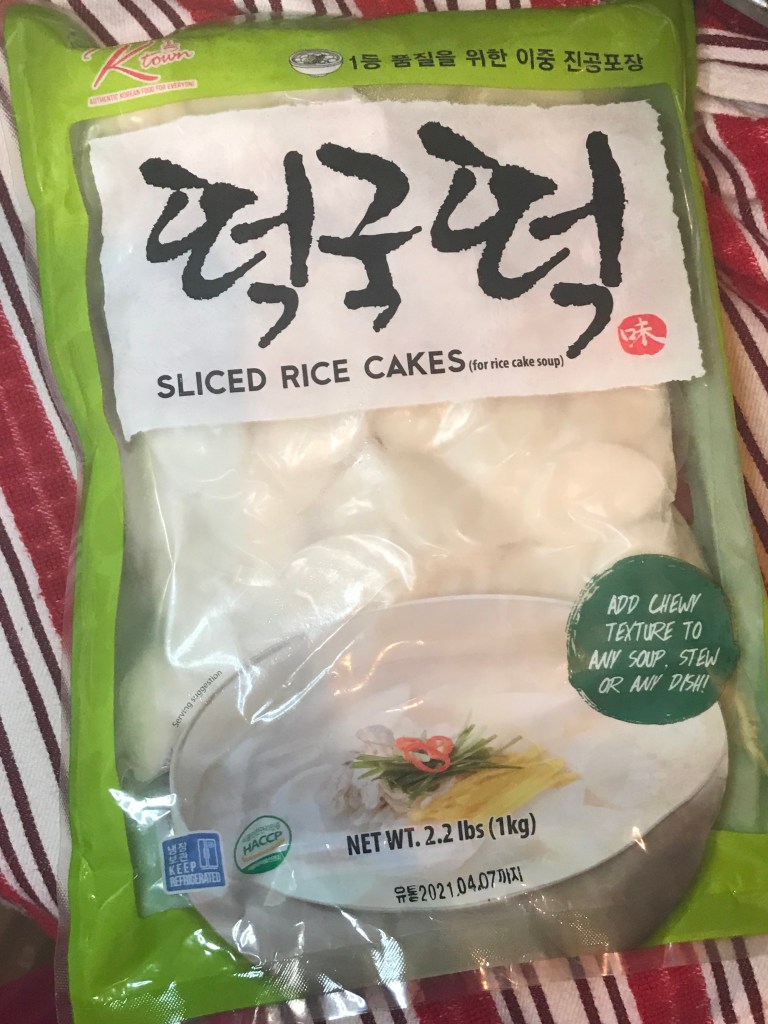 Ktown
AUTHENTIC KOREAN FOOD FOR EVERYONE
1등 품질을 위한 이중 진공포장
떡국떡
味
SLICED RICE CAKES (for rice cake soup)
ADD CHEWY
TEXTURE TO
ANY SOUP, STEW
OR ANY DISH!
Serving suggestion
냉장
보관
KEEP
REFRIGERATED
HACCP
NET WT. 2.2 lbs (1kg)
유통2021.04.07까지